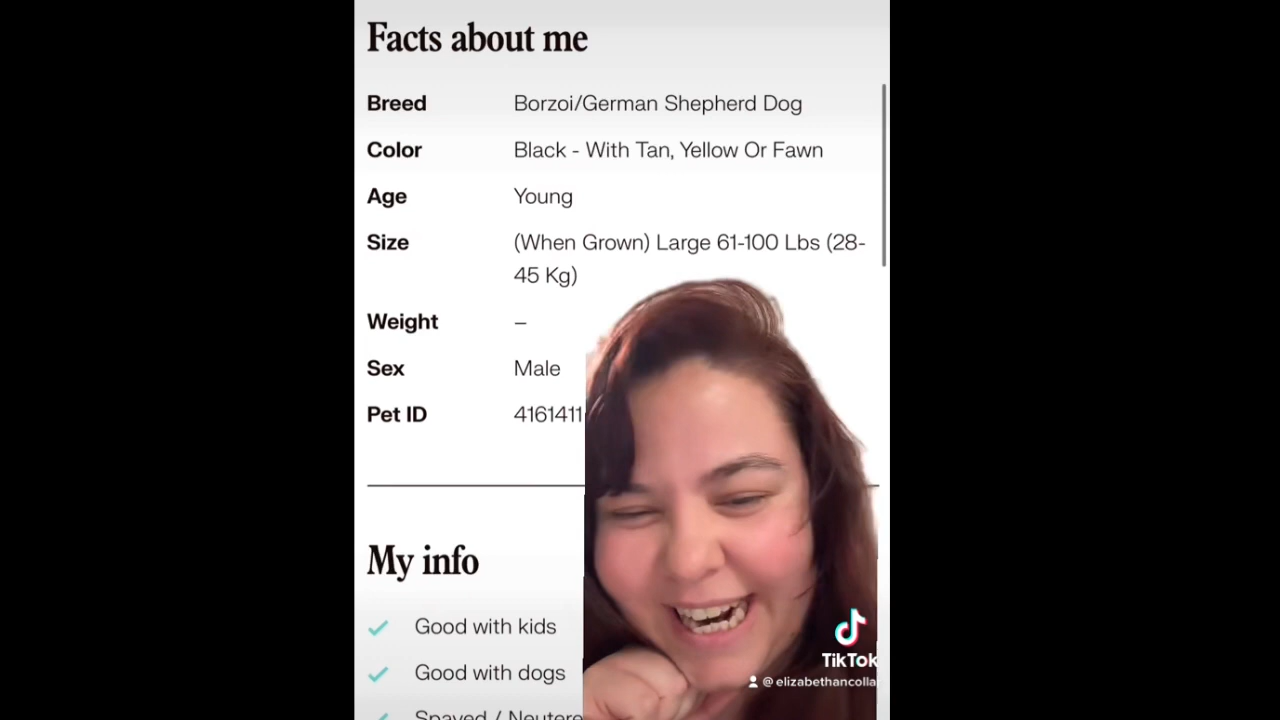 Facts about me
Breed Borzoi/German Shepherd Dog
Color Black - With Tan, Yellow Or Fawn
Age Young
Size (When Grown) Large 61-100 Lbs (28-
45 Kg)
Weight –
Sex Male
Pet ID 4161411
My info
Good with kids
Good with dogs
Spayed / Neutere
TikTok
@elizabethancolla